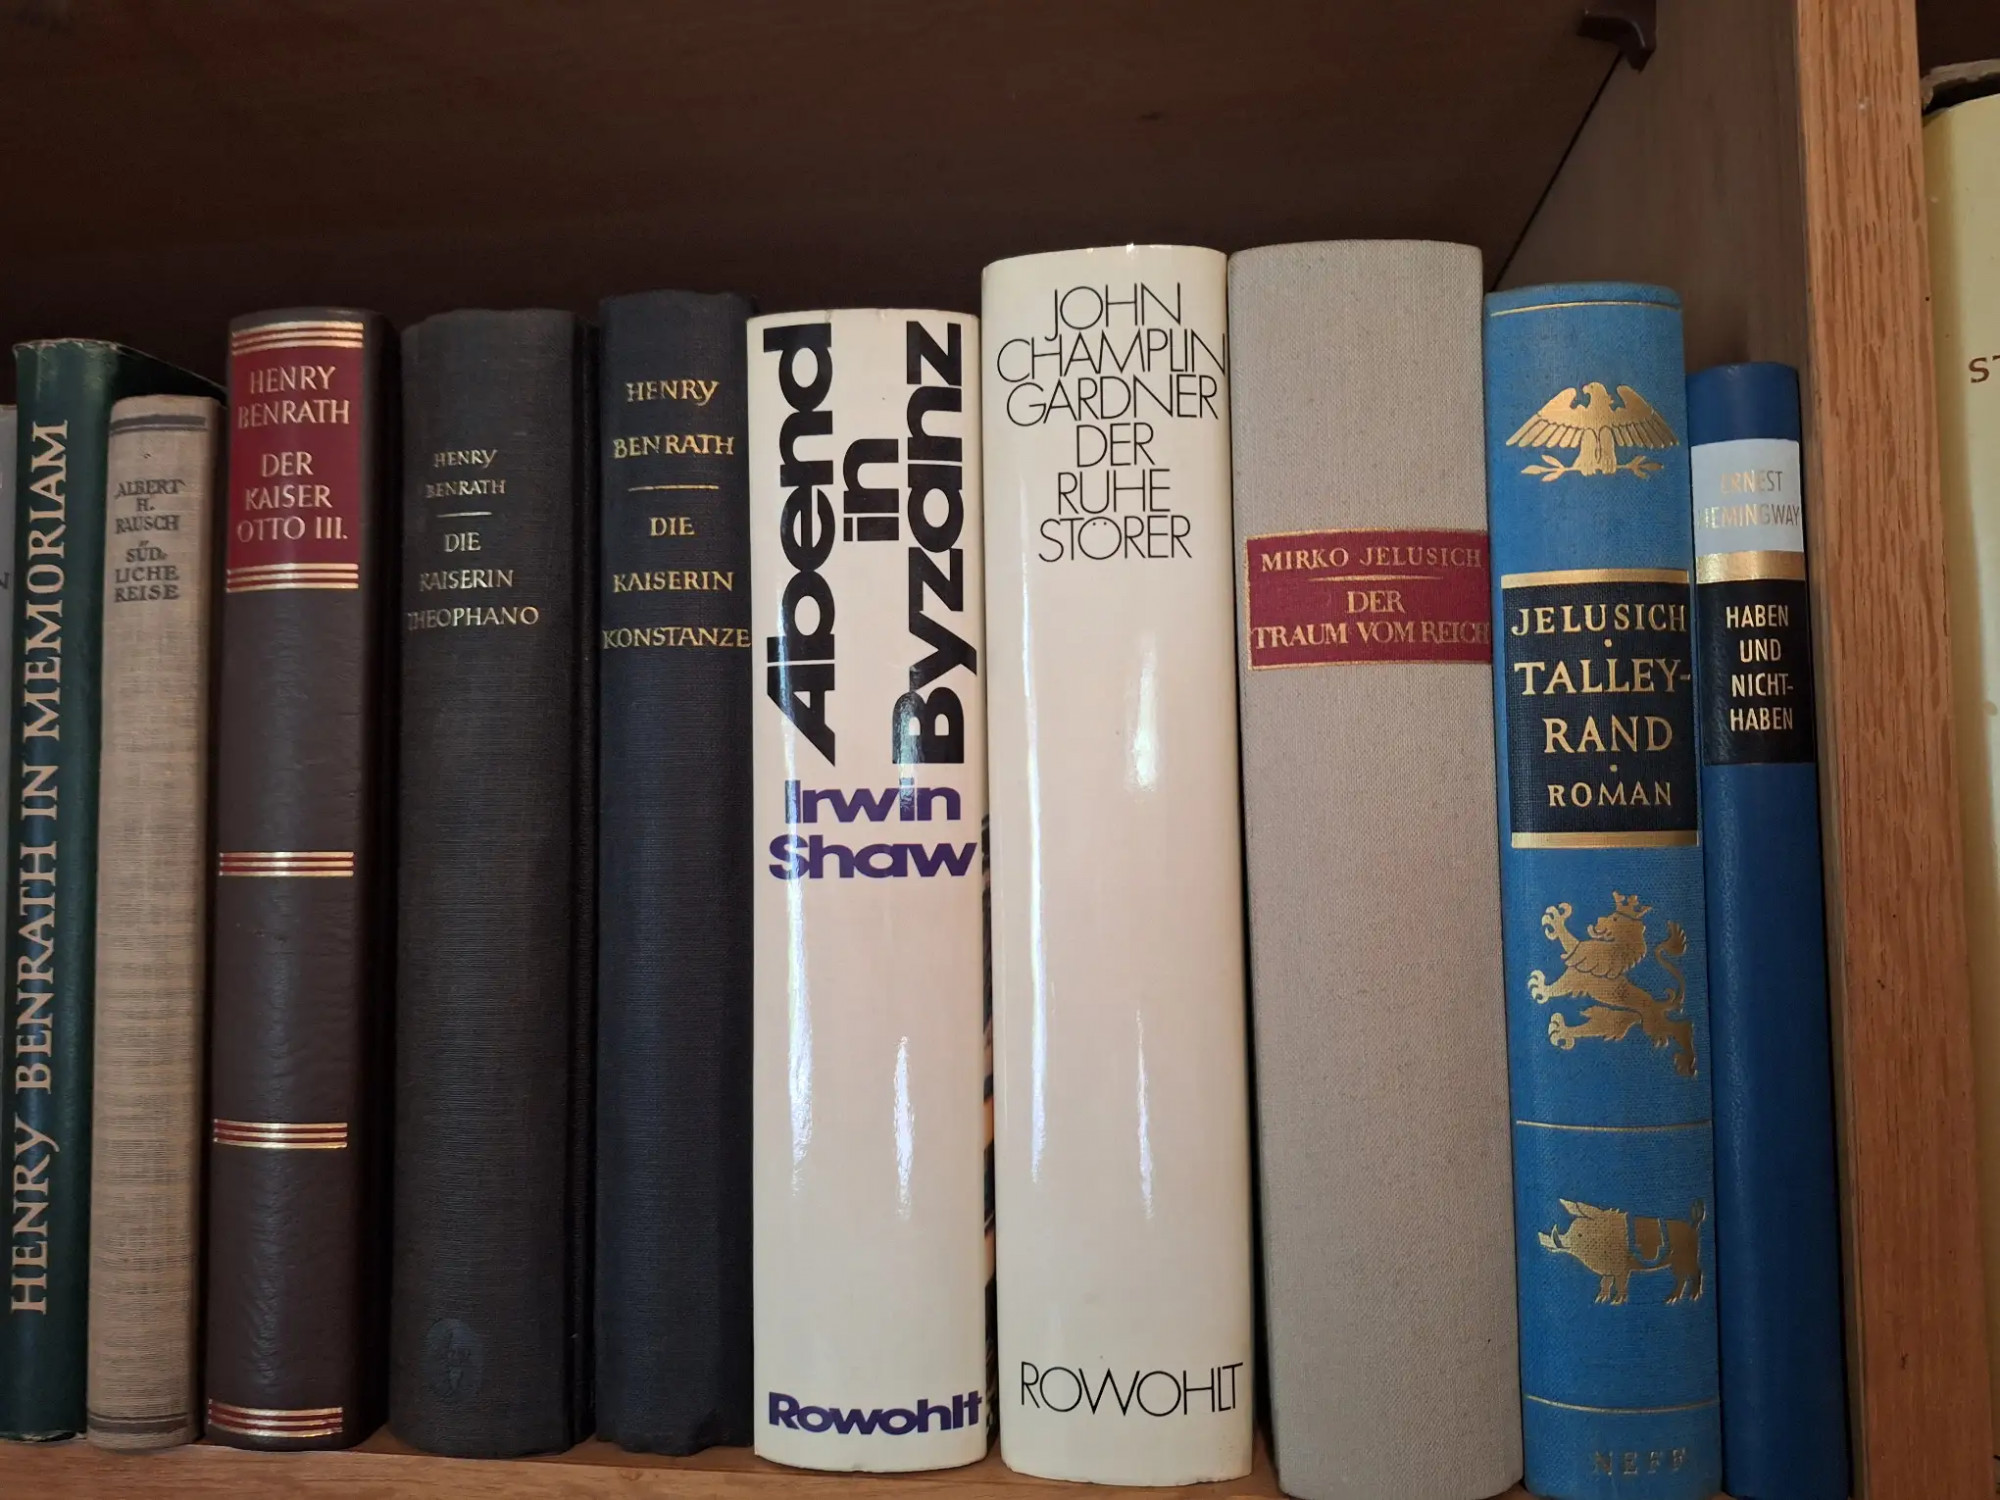 N
HENRY BENRATH IN MEMORIAM
ALBERT
H.
RAUSCH
SÜD-
LICHE
REISE
HENRY
BENRATH
DER
KAISER
OTTO III.
HENRY
BENRATH
DIE
KAISERIN
THEOPHANO
HENRY
BENRATH
DIE
KAISERIN
KONSTANZE
Abend
in
Byzanz
Irwin
Shaw
Rowohlt
JOHN
CHAMPLIN
GARDNER
DER
RUHE
STÖRER
ROWOHLT
MIRKO JELUSICH
DER
TRAUM VOM REICH
JELUSICH
TALLEY-
RAND
ROMAN
NEFF
ERNEST
HEMINGWAY
HABEN
UND
NICHT-
HABEN
ST